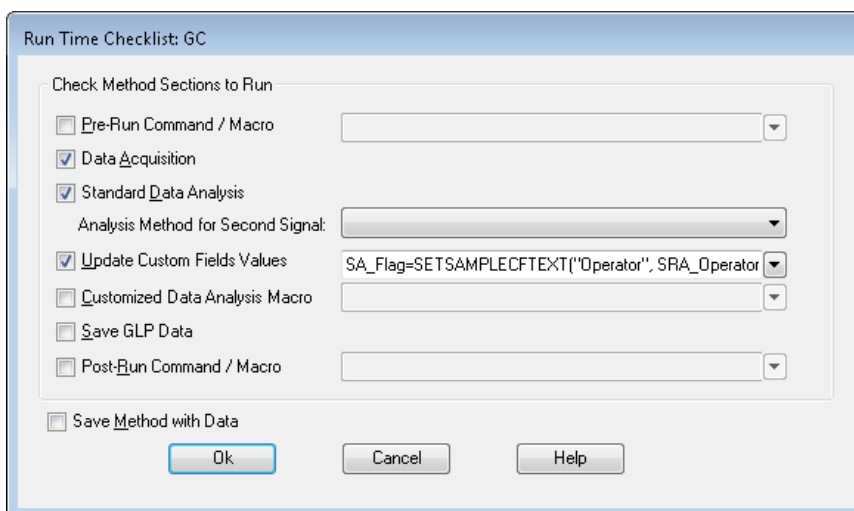 Run Time Checklist: GC
Check Method Sections to Run
Pre-Run Command / Macro
Data Acquisition
Standard Data Analysis
Analysis Method for Second Signal:
Update Custom Fields Values SA_Flag=SETSAMPLECFTEXT("Operator", SRA_Operator
Customized Data Analysis Macro
Save GLP Data
Post-Run Command / Macro
Save Method with Data
Ok Cancel Help